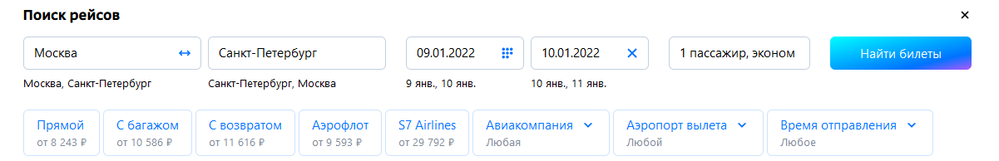 Поиск рейсов
Москва Санкт-Петербург 09.01.2022 10.01.2022 1 пассажир, эконом Найти билеты
Москва, Санкт-Петербург Санкт-Петербург, Москва 9 янв., 10 янв. 10 янв., 11 янв.
Прямой С багажом С возвратом Аэрофлот S7 Airlines Авиакомпания Аэропорт вылета Время отправления
от 8 243 ₽ от 10 586 ₽ от 11 616 ₽ от 9 593 ₽ от 29 792 ₽ Любая Любой Любое